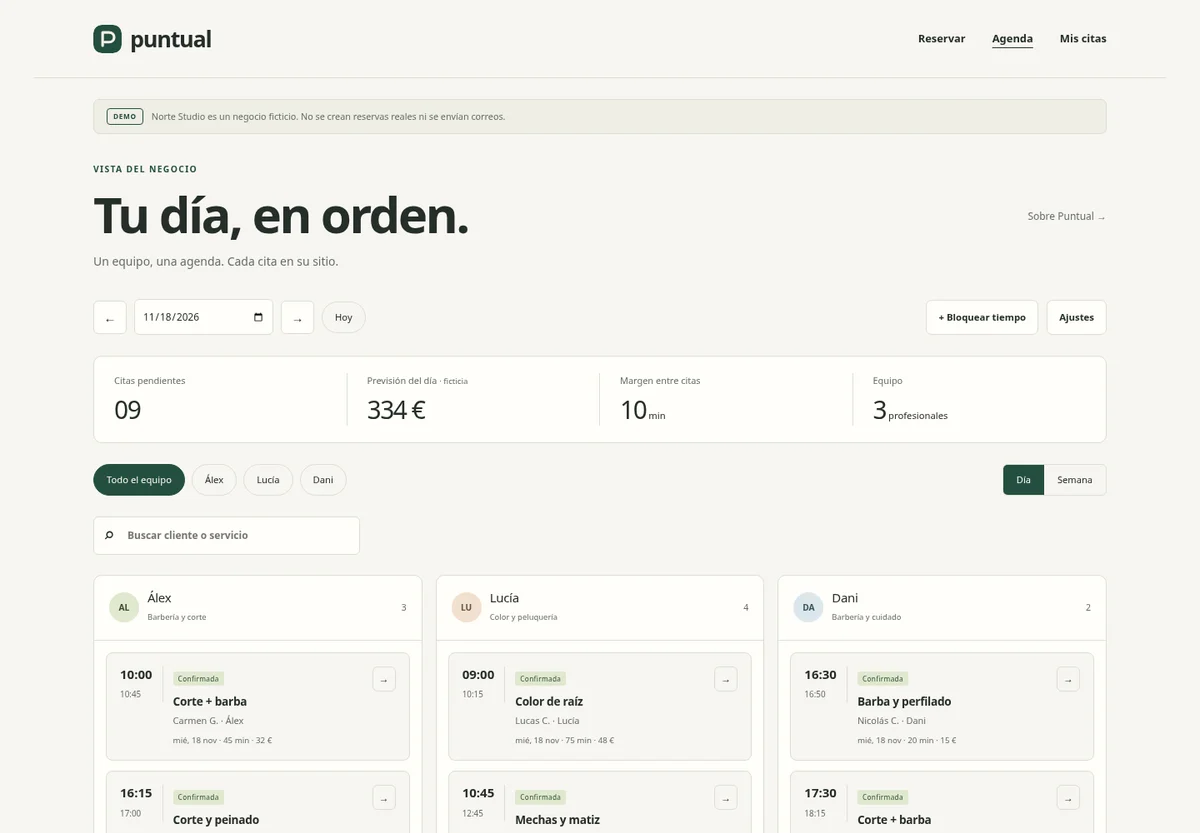 puntual
Reservar
Agenda
Mis citas
DEMO Norte Studio es un negocio ficticio. No se crean reservas reales ni se envían correos.
VISTA DEL NEGOCIO
Tu día, en orden.
Sobre Puntual →
Un equipo, una agenda. Cada cita en su sitio.
←
11/18/2026
→
Hoy
+ Bloquear tiempo
Ajustes
Citas pendientes
09
Previsión del día · ficticia
334 €
Margen entre citas
10 min
Equipo
3 profesionales
Todo el equipo
Álex
Lucía
Dani
Día
Semana
Buscar cliente o servicio
AL
Álex
Barbería y corte
3
10:00
10:45
Confirmada
→
Corte + barba
Carmen G. · Álex
mié, 18 nov · 45 min · 32 €
16:15
17:00
Confirmada
→
Corte y peinado
LU
Lucía
Color y peluquería
4
09:00
10:15
Confirmada
→
Color de raíz
Lucas C. · Lucía
mié, 18 nov · 75 min · 48 €
10:45
12:45
Confirmada
→
Mechas y matiz
DA
Dani
Barbería y cuidado
2
16:30
16:50
Confirmada
→
Barba y perfilado
Nicolás C. · Dani
mié, 18 nov · 20 min · 15 €
17:30
18:15
Confirmada
→
Corte + barba